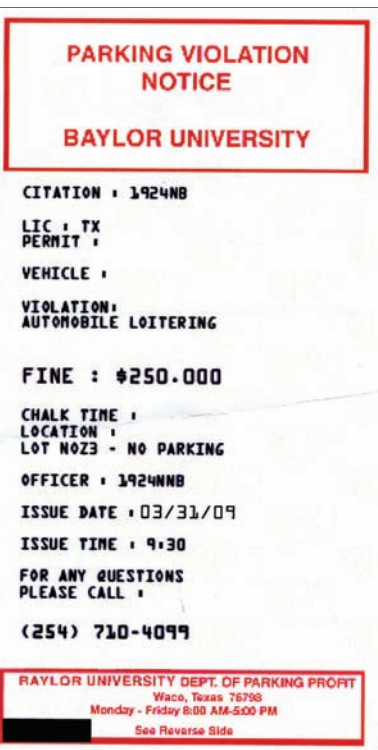 PARKING VIOLATION
NOTICE
BAYLOR UNIVERSITY
CITATION : 1924NB
LIC : TX
PERMIT :
VEHICLE :
VIOLATION:
AUTOMOBILE LOITERING
FINE : $250.000
CHALK TIME :
LOCATION :
LOT NOZ3 - NO PARKING
OFFICER : 1924NNB
ISSUE DATE : 03/31/09
ISSUE TIME : 9:30
FOR ANY QUESTIONS
PLEASE CALL :
(254) 710-4099
BAYLOR UNIVERSITY DEPT. OF PARKING PROFIT
Waco, Texas 76798
Monday - Friday 8:00 AM-5:00 PM
See Reverse Side